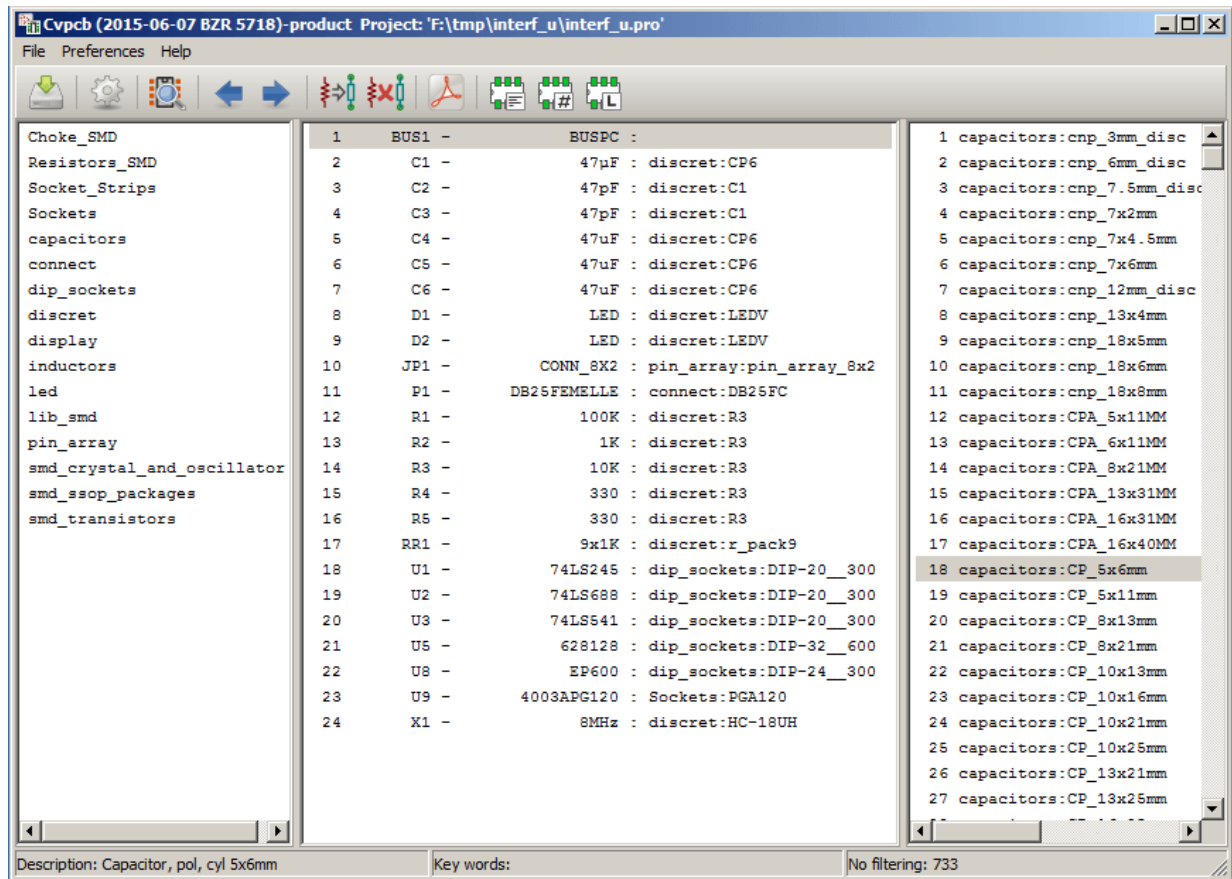 Cvpcb (2015-06-07 BZR 5718)-product Project: 'F:\tmp\interf_u\interf_u.pro'
File Preferences Help
# L
Choke_SMD
Resistors_SMD
Socket_Strips
Sockets
capacitors
connect
dip_sockets
discret
display
inductors
led
lib_smd
pin_array
smd_crystal_and_oscillator
smd_ssop_packages
smd_transistors
1 BUS1 - BUSPC :
2 C1 - 47µF : discret:CP6
3 C2 - 47pF : discret:C1
4 C3 - 47pF : discret:C1
5 C4 - 47uF : discret:CP6
6 C5 - 47uF : discret:CP6
7 C6 - 47uF : discret:CP6
8 D1 - LED : discret:LEDV
9 D2 - LED : discret:LEDV
10 JP1 - CONN_8X2 : pin_array:pin_array_8x2
11 P1 - DB25FEMELLE : connect:DB25FC
12 R1 - 100K : discret:R3
13 R2 - 1K : discret:R3
14 R3 - 10K : discret:R3
15 R4 - 330 : discret:R3
16 R5 - 330 : discret:R3
17 RR1 - 9x1K : discret:r_pack9
18 U1 - 74LS245 : dip_sockets:DIP-20__300
19 U2 - 74LS688 : dip_sockets:DIP-20__300
20 U3 - 74LS541 : dip_sockets:DIP-20__300
21 U5 - 628128 : dip_sockets:DIP-32__600
22 U8 - EP600 : dip_sockets:DIP-24__300
23 U9 - 4003APG120 : Sockets:PGA120
24 X1 - 8MHz : discret:HC-18UH
1 capacitors:cnp_3mm_disc
2 capacitors:cnp_6mm_disc
3 capacitors:cnp_7.5mm_disc
4 capacitors:cnp_7x2mm
5 capacitors:cnp_7x4.5mm
6 capacitors:cnp_7x6mm
7 capacitors:cnp_12mm_disc
8 capacitors:cnp_13x4mm
9 capacitors:cnp_18x5mm
10 capacitors:cnp_18x6mm
11 capacitors:cnp_18x8mm
12 capacitors:CPA_5x11MM
13 capacitors:CPA_6x11MM
14 capacitors:CPA_8x21MM
15 capacitors:CPA_13x31MM
16 capacitors:CPA_16x31MM
17 capacitors:CPA_16x40MM
18 capacitors:CP_5x6mm
19 capacitors:CP_5x11mm
20 capacitors:CP_8x13mm
21 capacitors:CP_8x21mm
22 capacitors:CP_10x13mm
23 capacitors:CP_10x16mm
24 capacitors:CP_10x21mm
25 capacitors:CP_10x25mm
26 capacitors:CP_13x21mm
27 capacitors:CP_13x25mm
Description: Capacitor, pol, cyl 5x6mm
Key words:
No filtering: 733